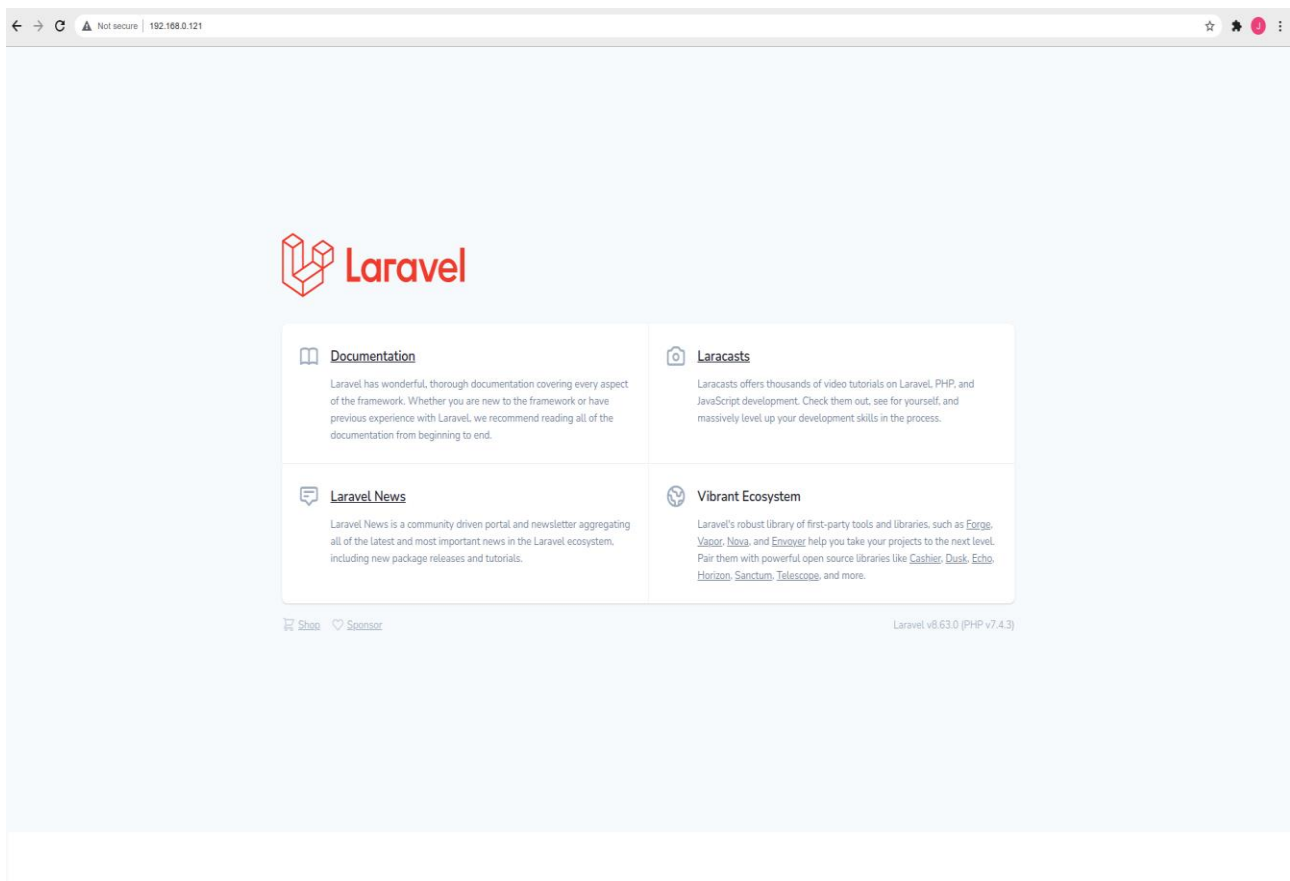 Not secure
192.168.0.121
J
Laravel
Documentation
Laravel has wonderful, thorough documentation covering every aspect
of the framework. Whether you are new to the framework or have
previous experience with Laravel, we recommend reading all of the
documentation from beginning to end.
Laracasts
Laracasts offers thousands of video tutorials on Laravel, PHP, and
JavaScript development. Check them out, see for yourself, and
massively level up your development skills in the process.
Laravel News
Laravel News is a community driven portal and newsletter aggregating
all of the latest and most important news in the Laravel ecosystem,
including new package releases and tutorials.
Vibrant Ecosystem
Laravel's robust library of first-party tools and libraries, such as Forge,
Vapor, Nova, and Envoyer help you take your projects to the next level.
Pair them with powerful open source libraries like Cashier, Dusk, Echo,
Horizon, Sanctum, Telescope, and more.
Shop Sponsor
Laravel v8.63.0 (PHP v7.4.3)